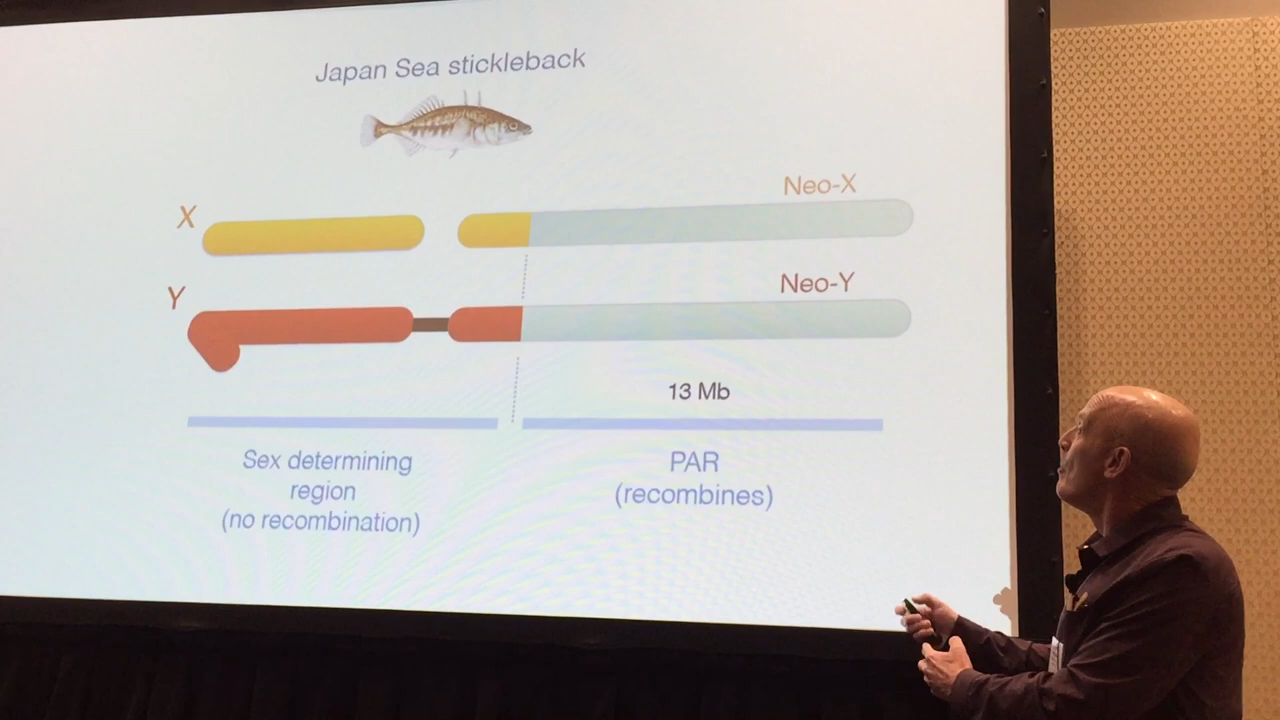 Japan Sea stickleback
Neo-X
X
Neo-Y
Y
13 Mb
Sex determining
region
(no recombination)
PAR
(recombines)